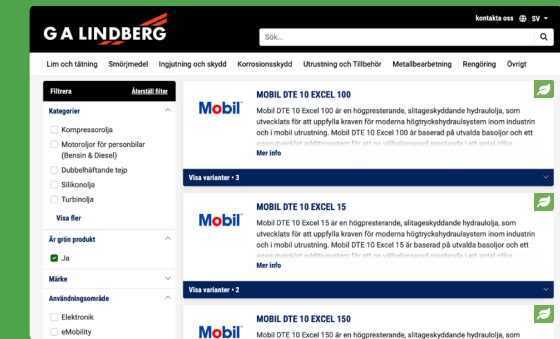 kontakta oss SV
G A LINDBERG
Sök...
Lim och tätning Smörjmedel Ingjutning och skydd Korrosionsskydd Utrustning och Tillbehör Metallbearbetning Rengöring Övrigt
Filtrera Återställ filter
Kategorier
Kompressorolja
Motoroljor för personbilar
(Bensin & Diesel)
Dubbelhäftande tejp
Silikonolja
Turbinolja
Visa fler
Är grön produkt
Ja
Märke
Användningsområde
Elektronik
eMobility
Mobil
MOBIL DTE 10 EXCEL 100
Mobil DTE 10 Excel 100 är en högpresterande, slitageskyddande hydraulolja, som
utvecklats för att uppfylla kraven för moderna högtryckshydraulsystem inom industrin
och i mobil utrustning. Mobil DTE 10 Excel 100 är baserad på utvalda basoljor och ett
Mer info
Visa varianter • 3
Mobil
MOBIL DTE 10 EXCEL 15
Mobil DTE 10 Excel 15 är en högpresterande, slitageskyddande hydraulolja, som
utvecklats för att uppfylla kraven för moderna högtryckshydraulsystem inom industrin
och i mobil utrustning. Mobil DTE 10 Excel 15 är baserad på utvalda basoljor och ett
Mer info
Visa varianter • 2
Mobil
MOBIL DTE 10 EXCEL 150
Mobil DTE 10 Excel 150 är en högpresterande, slitageskyddande hydraulolja, som